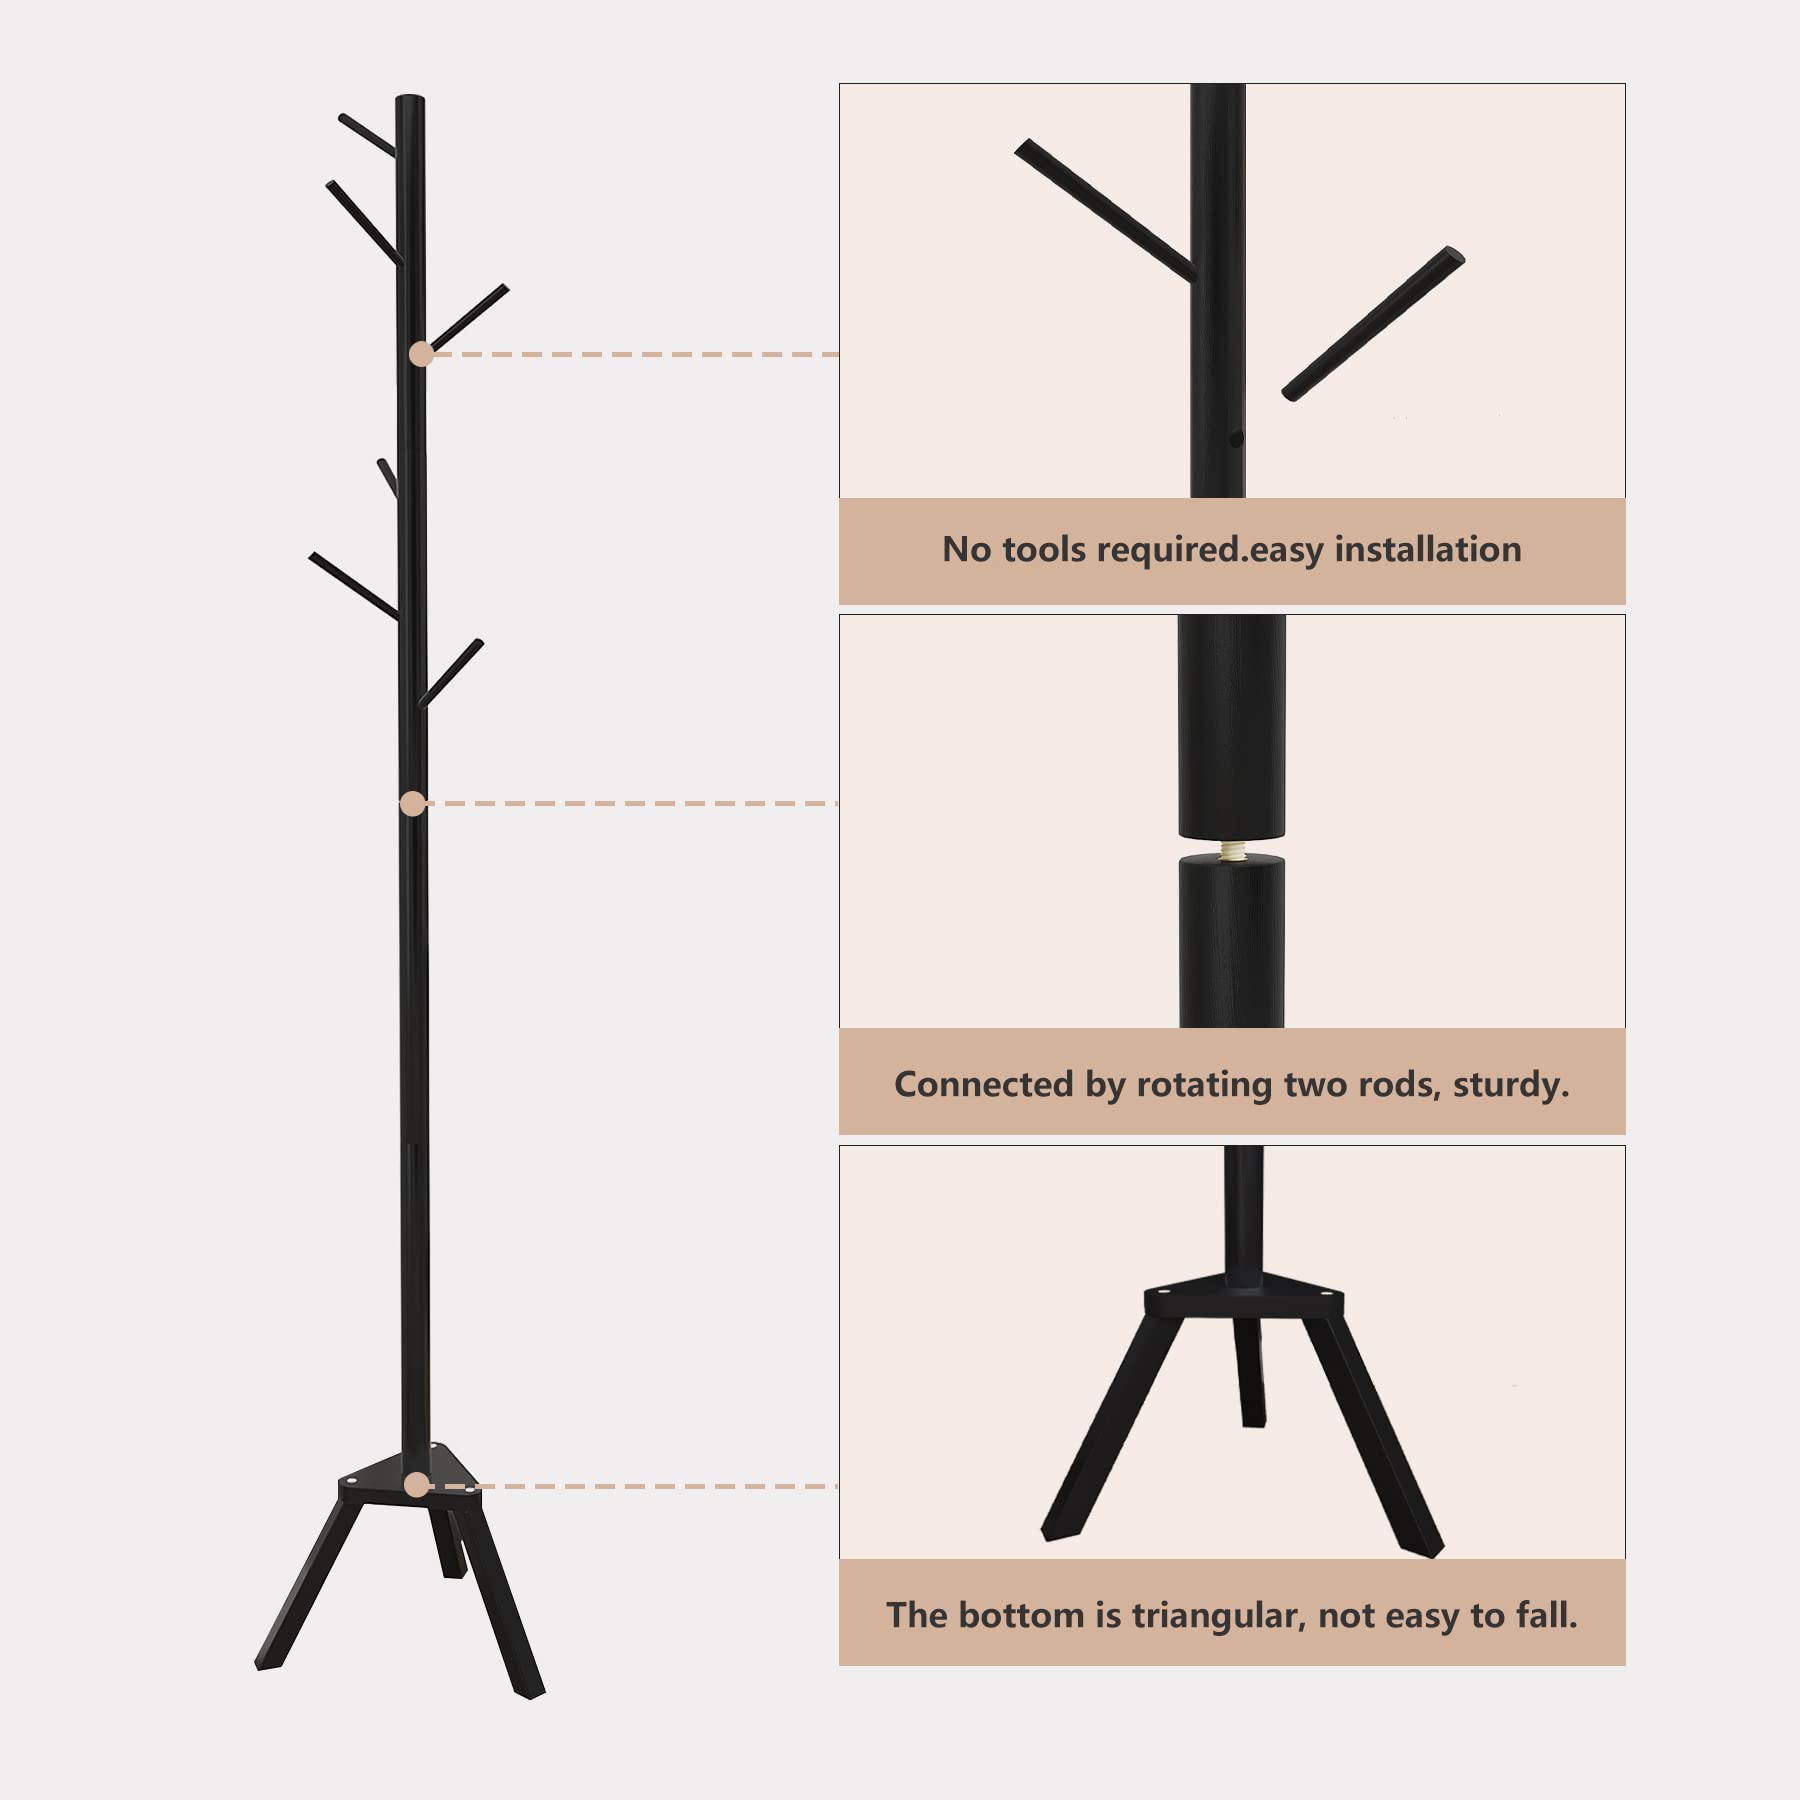 No tools required.easy installation
Connected by rotating two rods, sturdy.
The bottom is triangular, not easy to fall.